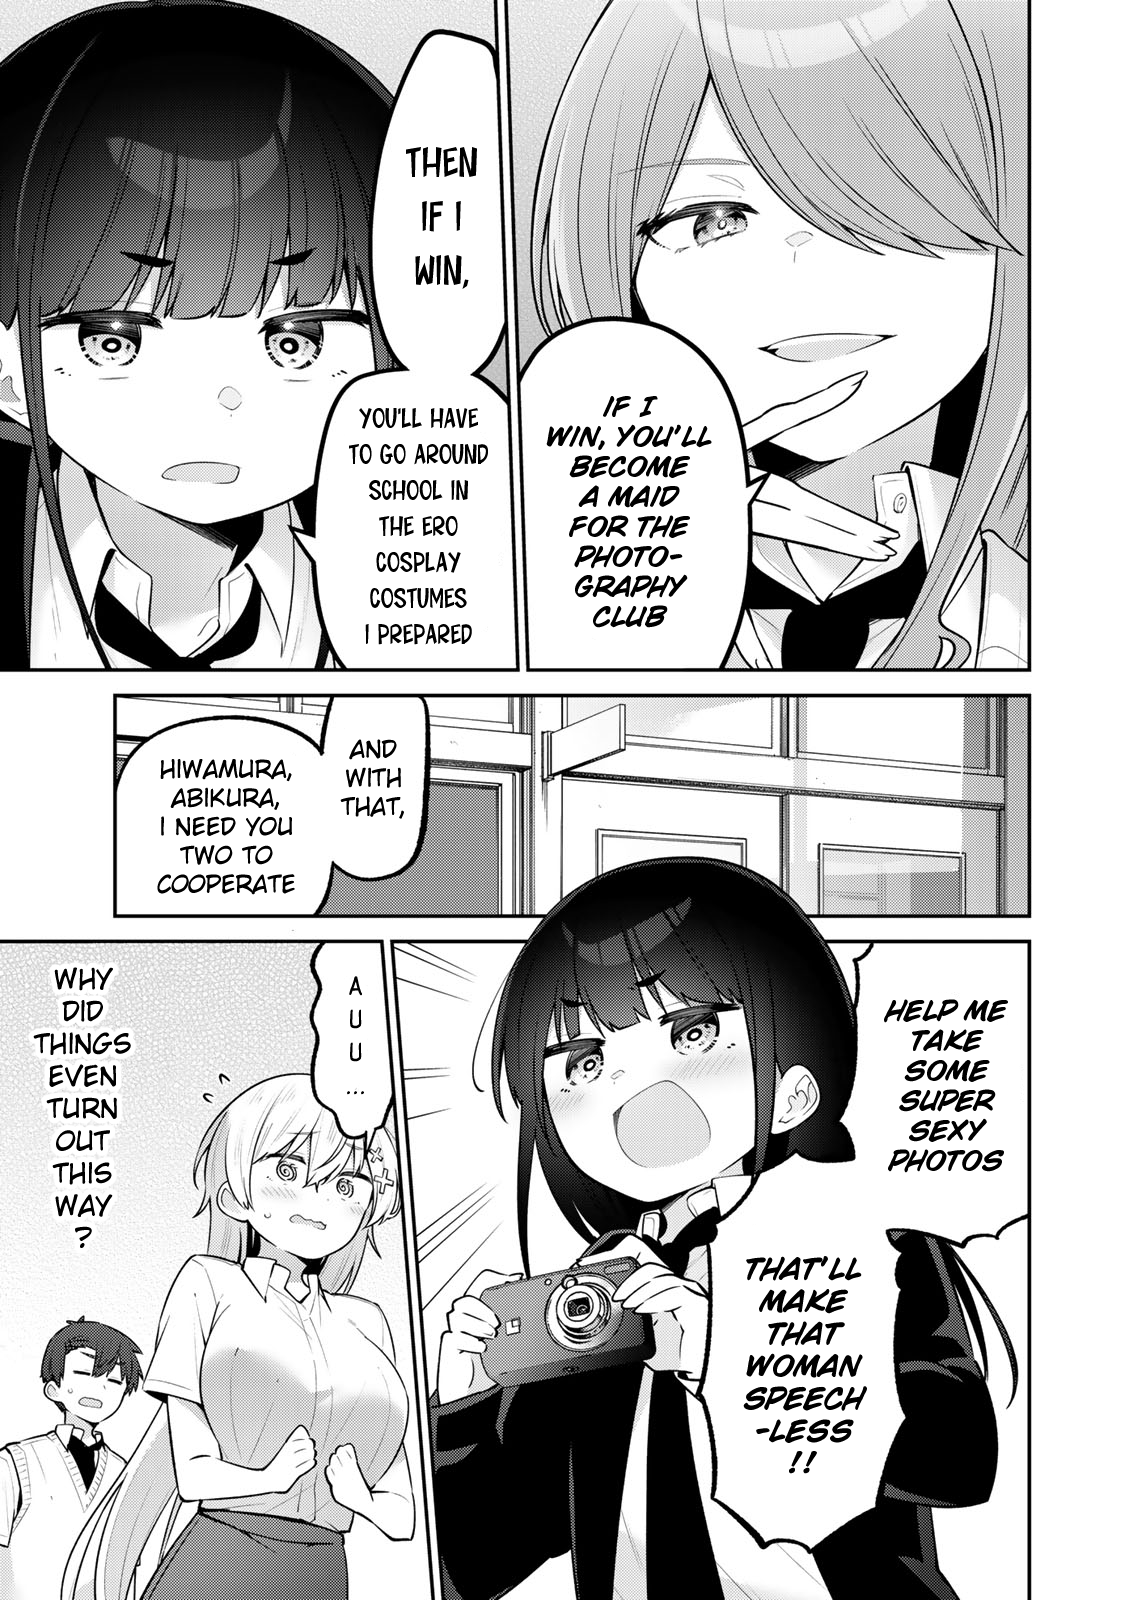 IF I
WIN, YOU'LL
BECOME
A MAID
FOR THE
PHOTO-
GRAPHY
CLUB
THEN
IF I
WIN,
YOU'LL HAVE
TO GO AROUND
SCHOOL IN
THE ERO
COSPLAY
COSTUMES
I PREPARED
AND
WITH
THAT,
HIWAMURA,
ABIKURA,
I NEED YOU
TWO TO
COOPERATE
HELP ME
TAKE
SOME
SUPER
SEXY
PHOTOS
THAT'LL
MAKE
THAT
WOMAN
SPEECH
-LESS
!!
A
U
U
...
WHY
DID
THINGS
EVEN
TURN
OUT
THIS
WAY
?